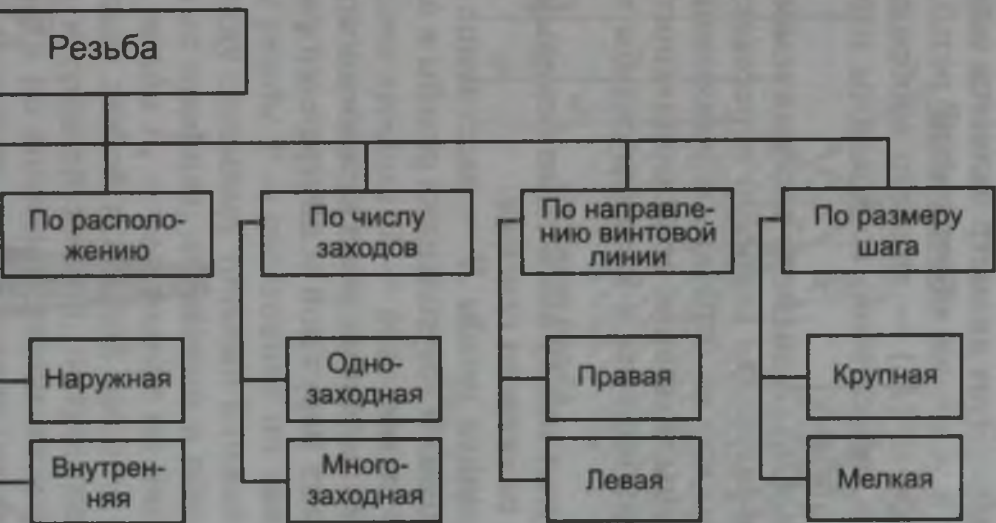 Резьба
По располо-
жению
По числу
заходов
По направле-
нию винтовой
линии
По размеру
шага
Наружная
Одно-
заходная
Правая
Крупная
Внутрен-
няя
Много-
заходная
Левая
Мелкая